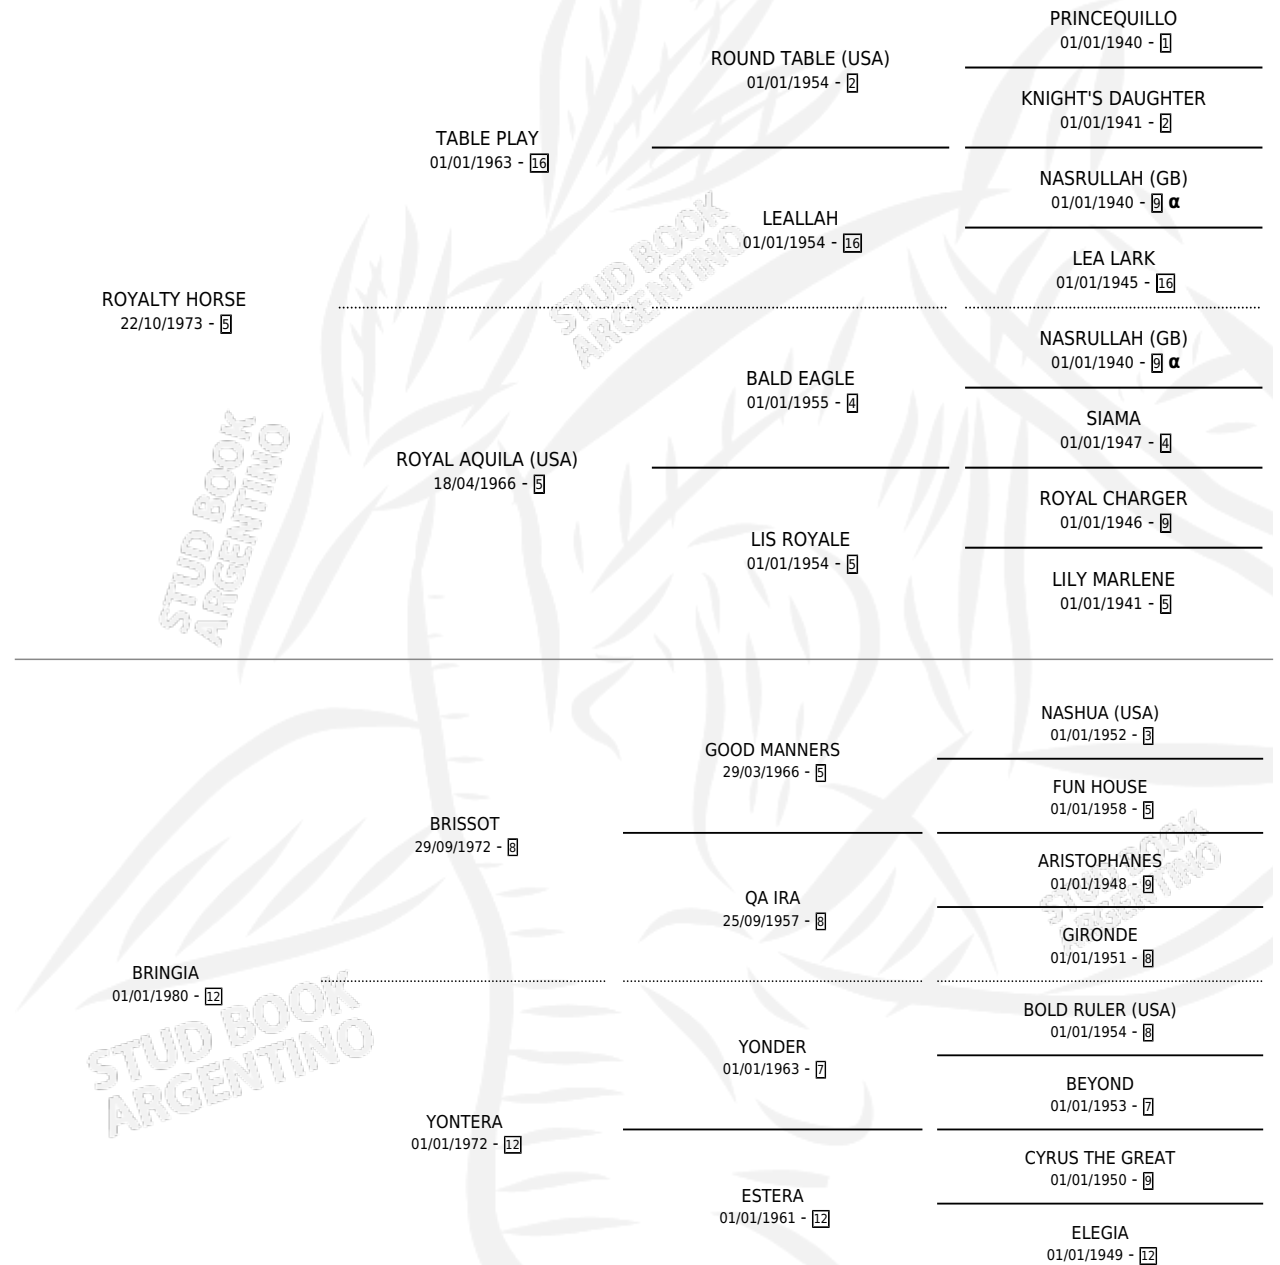 PRINCEQUILLO
01/01/1940 - 1
ROUND TABLE (USA)
01/01/1954 - 2
KNIGHT'S DAUGHTER
01/01/1941 - 2
TABLE PLAY
01/01/1963 - 16
NASRULLAH (GB)
01/01/1940 - 9 α
LEALLAH
01/01/1954 - 16
LEA LARK
01/01/1945 - 16
ROYALTY HORSE
22/10/1973 - 5
NASRULLAH (GB)
01/01/1940 - 9 α
BALD EAGLE
01/01/1955 - 4
SIAMA
01/01/1947 - 4
ROYAL AQUILA (USA)
18/04/1966 - 5
ROYAL CHARGER
01/01/1946 - 9
LIS ROYALE
01/01/1954 - 5
LILY MARLENE
01/01/1941 - 5
NASHUA (USA)
01/01/1952 - 3
GOOD MANNERS
29/03/1966 - 5
FUN HOUSE
01/01/1958 - 5
BRISSOT
29/09/1972 - 8
ARISTOPHANES
01/01/1948 - 9
QA IRA
25/09/1957 - 8
GIRONDE
01/01/1951 - 8
BRINGIA
01/01/1980 - 12
BOLD RULER (USA)
01/01/1954 - 8
YONDER
01/01/1963 - 7
BEYOND
01/01/1953 - 7
YONTERA
01/01/1972 - 12
CYRUS THE GREAT
01/01/1950 - 9
ESTERA
01/01/1961 - 12
ELEGIA
01/01/1949 - 12
STUD BOOK
ARGENTINO
STUD BOOK
ARGENTINO
STUD BOOK
ARGENTINO
STUD BOOK
ARGENTINO